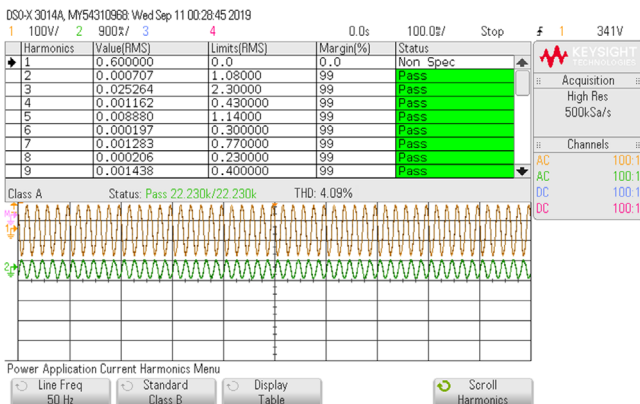 DSO-X 3014A, MY54310968: Wed Sep 11 00:28:45 2019
1 100V/ 2 900%/ 3 4 0.0s 100.0%/ Stop 1 341V
Harmonics Value(RMS) Limits(RMS) Margin(%) Status
1 0.600000 0.0 0.0 Non Spec
2 0.000707 1.08000 99 Pass
3 0.025264 2.30000 99 Pass
4 0.001162 0.430000 99 Pass
5 0.008880 1.14000 99 Pass
6 0.000197 0.300000 99 Pass
7 0.001283 0.770000 99 Pass
8 0.000206 0.230000 99 Pass
9 0.001438 0.400000 99 Pass
KEYSIGHT
TECHNOLOGIES
Acquisition
High Res
500kSa/s
Channels
AC 100:1
AC 100:1
DC 100:1
DC 100:1
Class A Status: Pass 22.230k/22.230k THD: 4.09%
1
2
Power Application Current Harmonics Menu
Line Freq
50 Hz
Standard
Class B
Display
Table
Scroll
Harmonics